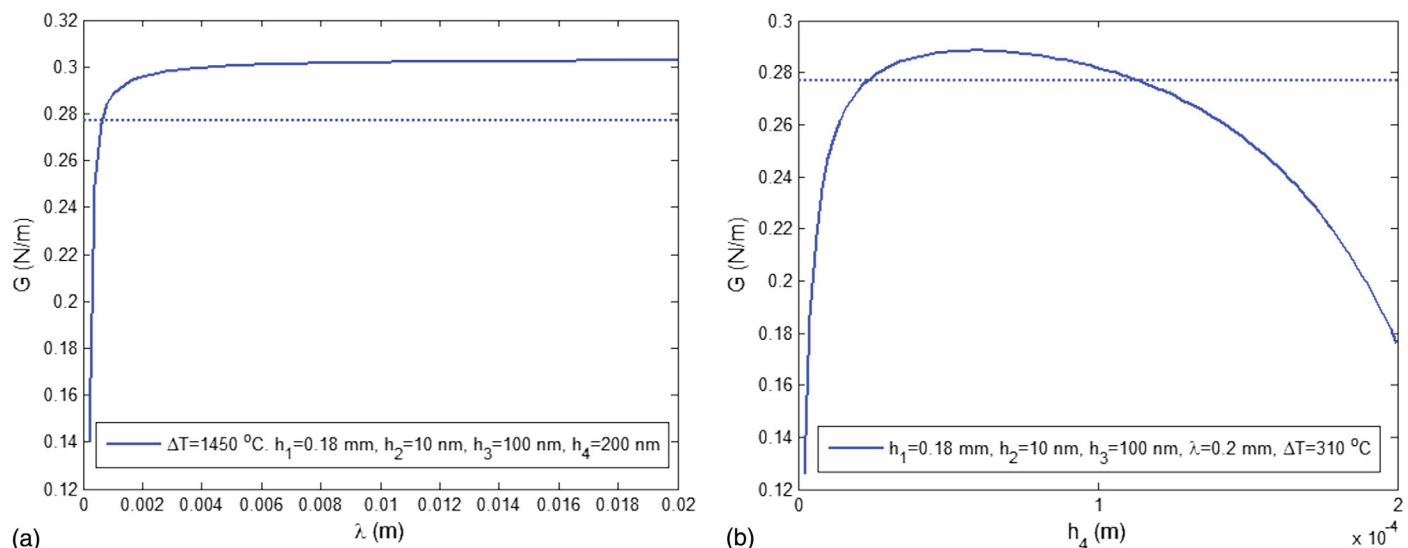 0.32
0.3
0.28
0.26
0.24
0.22
0.2
0.18
0.16
0.14
0.12
G (N/m)
ΔT=1450 °C. h₁=0.18 mm, h₂=10 nm, h₃=100 nm, h₄=200 nm
0 0.002 0.004 0.006 0.008 0.01 0.012 0.014 0.016 0.018 0.02
λ (m)
(a)
0.3
0.28
0.26
0.24
0.22
0.2
0.18
0.16
0.14
0.12
G (N/m)
h₁=0.18 mm, h₂=10 nm, h₃=100 nm, λ=0.2 mm, ΔT=310 °C
0 1 2
h₄ (m)
x 10⁻⁴
(b)